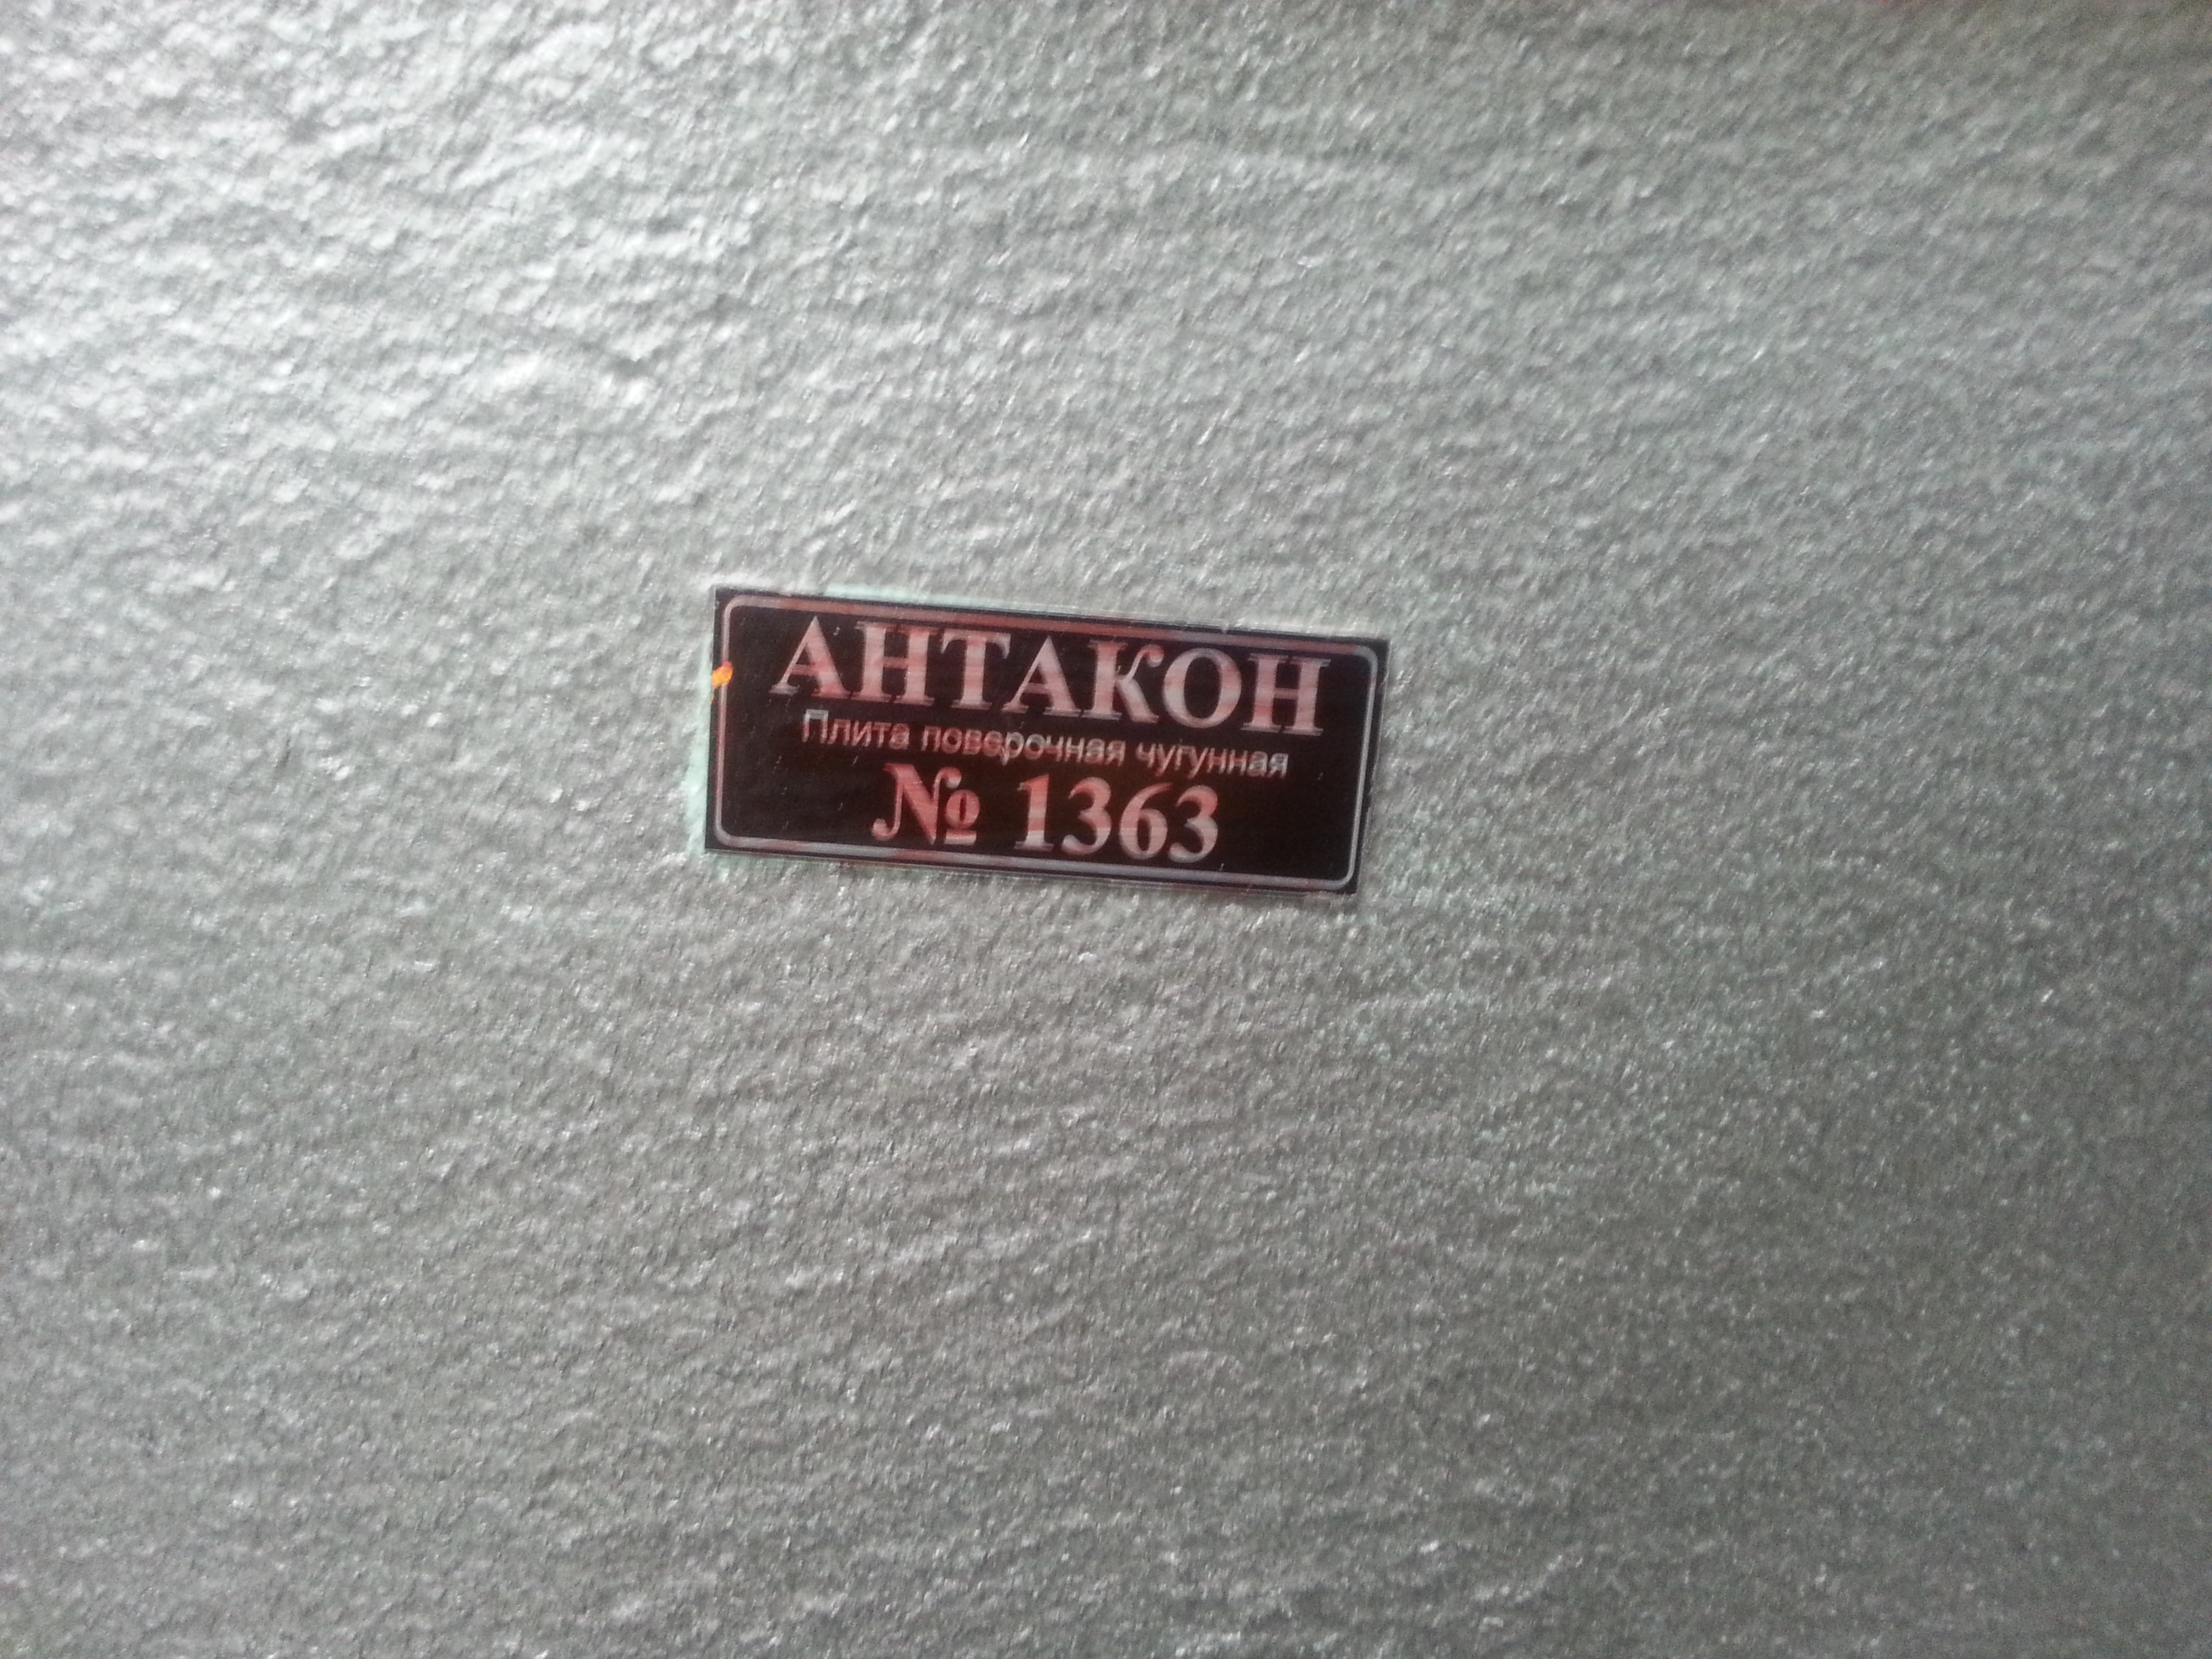 АНТАКОН
Плита поверочная чугунная
№ 1363